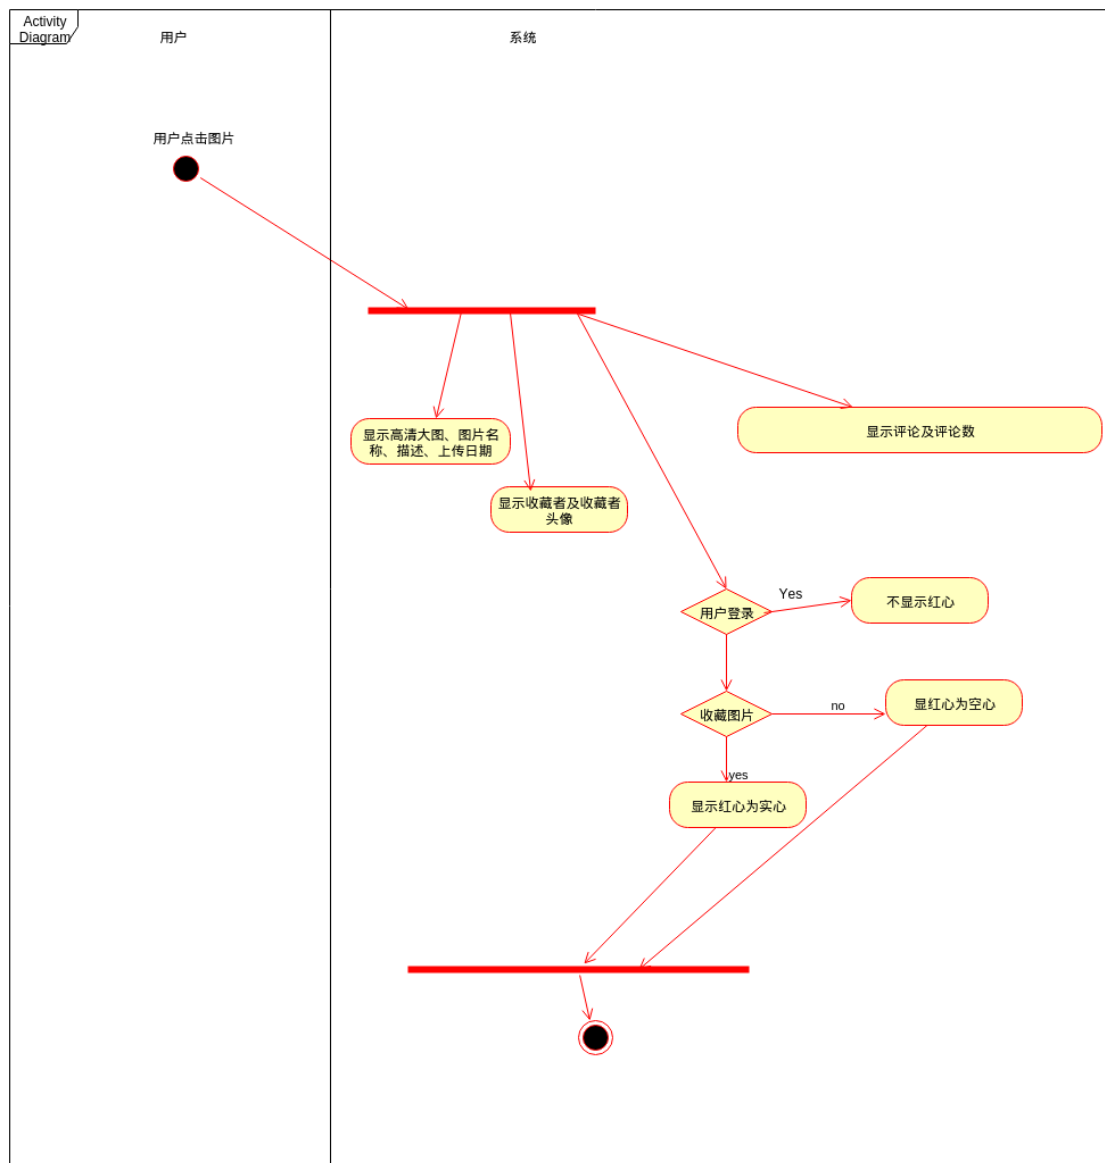 Activity
Diagram
用户
系统
用户点击图片
显示高清大图、图片名
称、描述、上传日期
显示评论及评论数
显示收藏者及收藏者
头像
Yes
用户登录
不显示红心
no
收藏图片
显红心为空心
yes
显示红心为实心